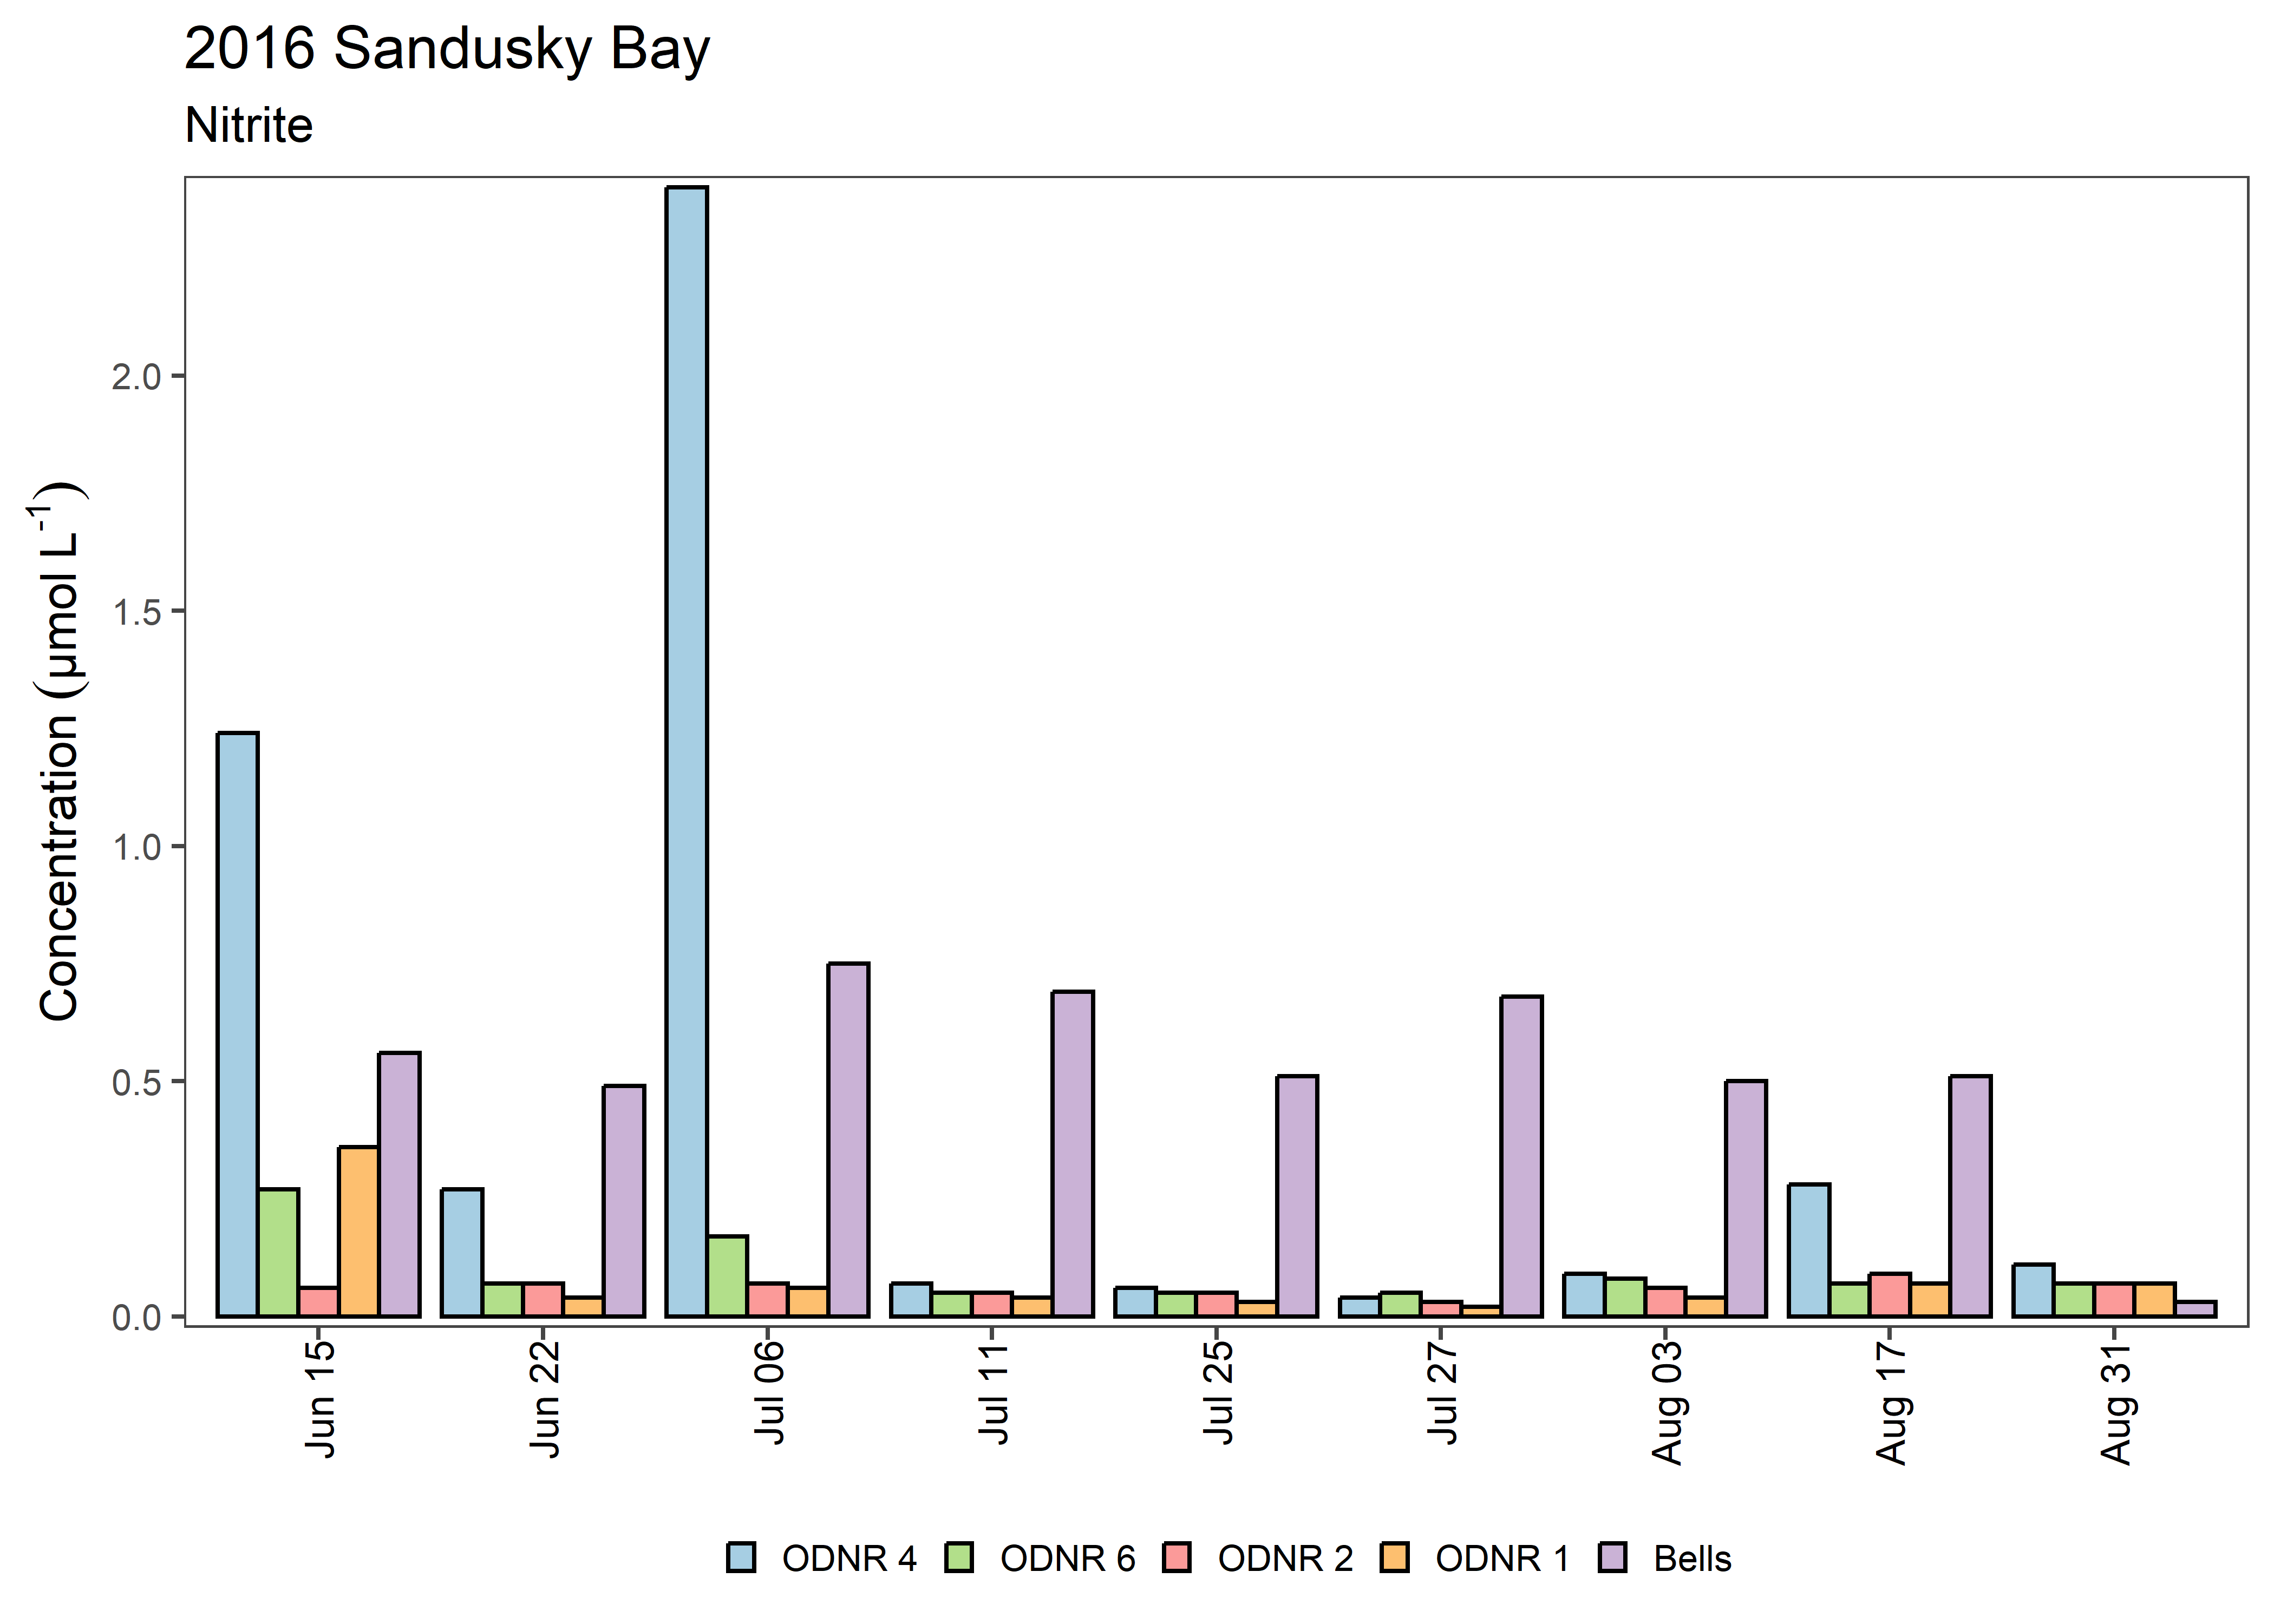 2016 Sandusky Bay
Nitrite
Concentration (µmol L⁻¹)
2.0
1.5
1.0
0.5
0.0
Jun 15
Jun 22
Jul 06
Jul 11
Jul 25
Jul 27
Aug 03
Aug 17
Aug 31
ODNR 4 ODNR 6 ODNR 2 ODNR 1 Bells